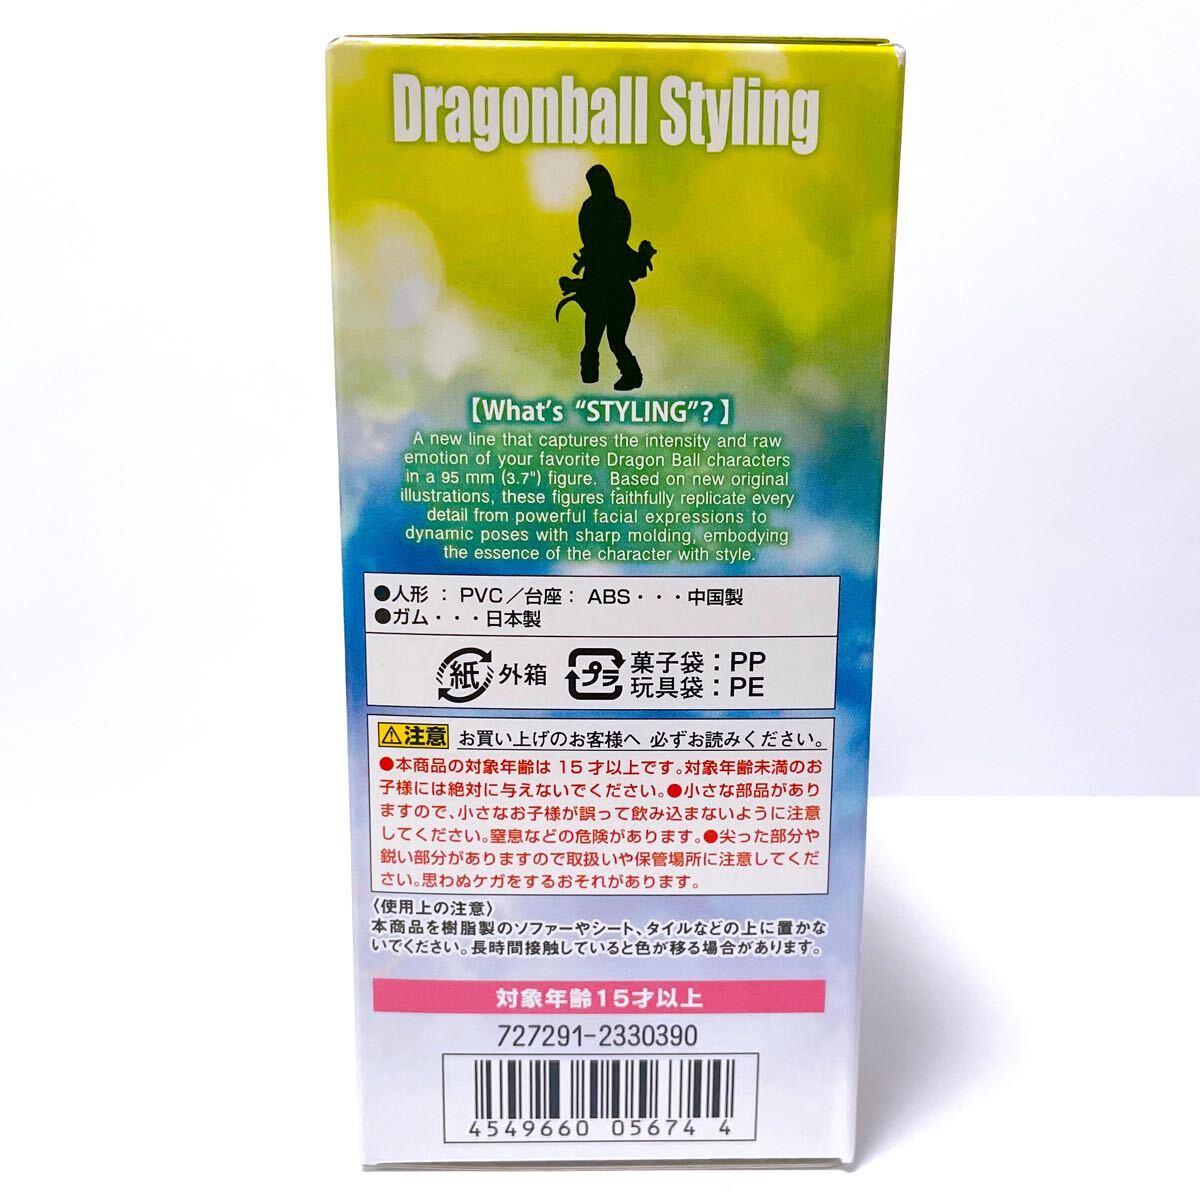 Dragonball Styling
【What's “STYLING”?】
A new line that captures the intensity and raw
emotion of your favorite Dragon Ball characters
in a 95 mm (3.7") figure. Based on new original
illustrations, these figures faithfully replicate every
detail from powerful facial expressions to
dynamic poses with sharp molding, embodying
the essence of the character with style.
●人形 : PVC／台座: ABS・・・中国製
●ガム・・・日本製
紙 外箱
プラ 菓子袋:PP
玩具袋:PE
⚠注意 お買い上げのお客様へ 必ずお読みください。
●本商品の対象年齢は15才以上です。対象年齢未満のお
子様には絶対に与えないでください。●小さな部品があり
ますので、小さなお子様が誤って飲み込まないように注意
してください。窒息などの危険があります。●尖った部分や
鋭い部分がありますので取扱いや保管場所に注意してくだ
さい。思わぬケガをするおそれがあります。
〈使用上の注意〉
本商品を樹脂製のソファーやシート、タイルなどの上に置かな
いでください。長時間接触していると色が移る場合があります。
対象年齢15才以上
727291-2330390
4549660 05674 4